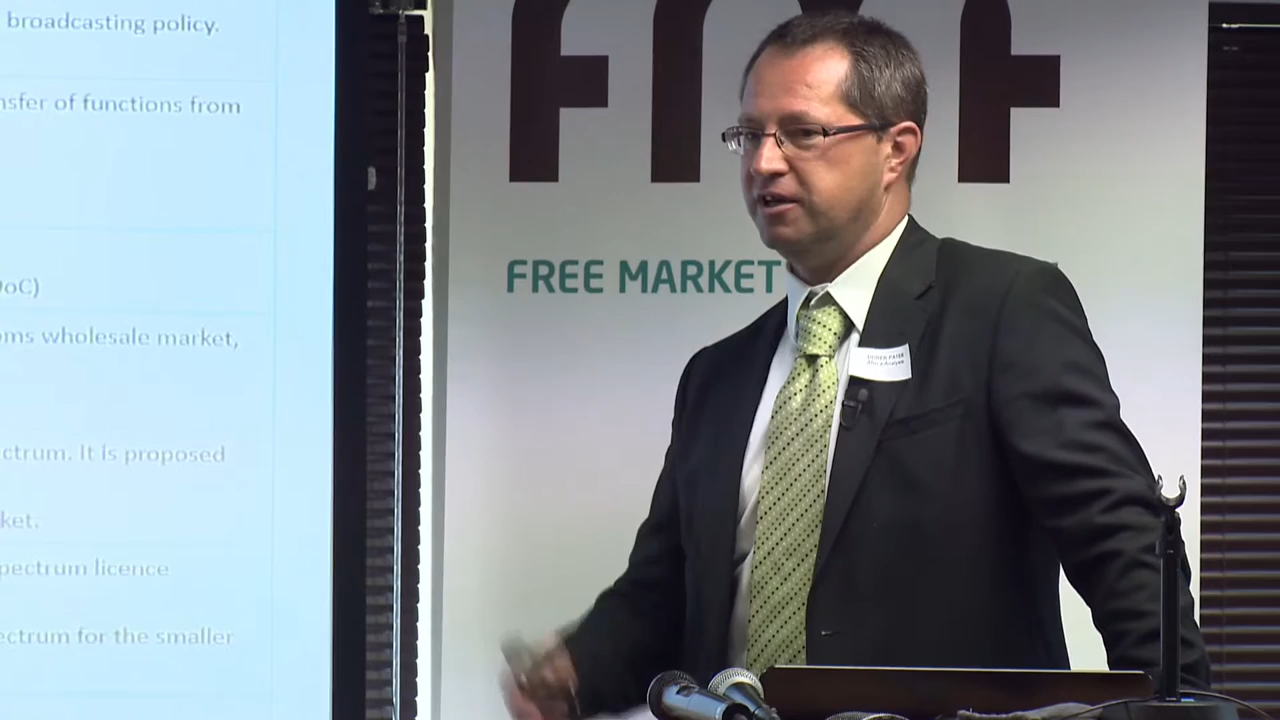 broadcasting policy.
nsfer of functions from
oC)
oms wholesale market,
ctrum. It is proposed
ket.
pectrum licence
ectrum for the smaller
FMF
FREE MARKET